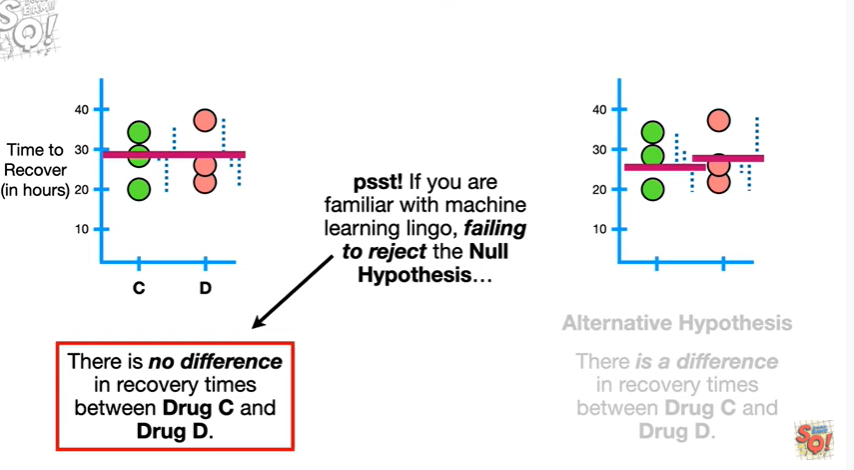 40
30
20
10
Time to
Recover
(in hours)
C
D
psst! If you are
familiar with machine
learning lingo, failing
to reject the Null
Hypothesis...
There is no difference
in recovery times
between Drug C and
Drug D.
40
30
20
10
Alternative Hypothesis
There is a difference
in recovery times
between Drug C and
Drug D.
SQ!